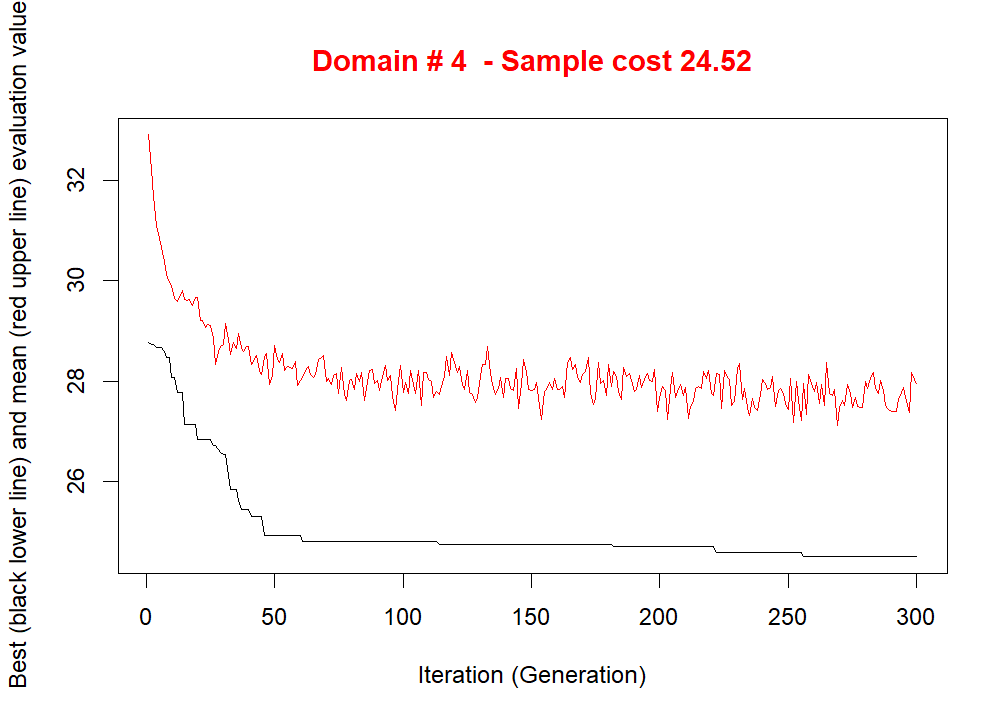 Domain # 4  - Sample cost 24.52
Best (black lower line) and mean (red upper line) evaluation value
32
30
28
26
0 50 100 150 200 250 300
Iteration (Generation)